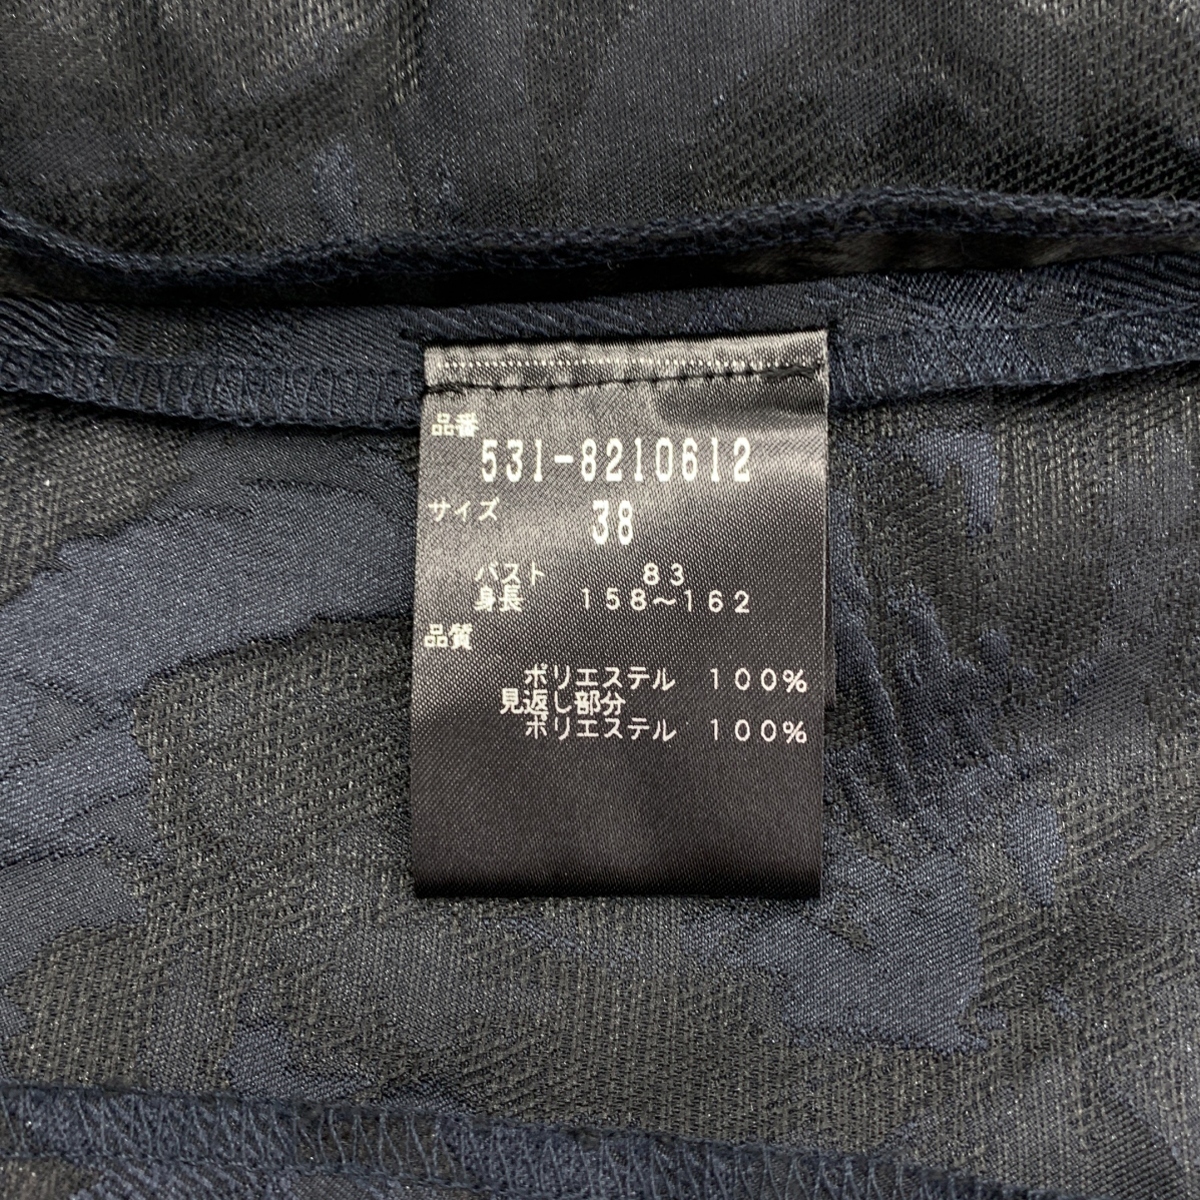 品番
531-8210612
サイズ 38
バスト 83
身長 158～162
品質
ポリエステル 100%
見返し部分
ポリエステル 100%